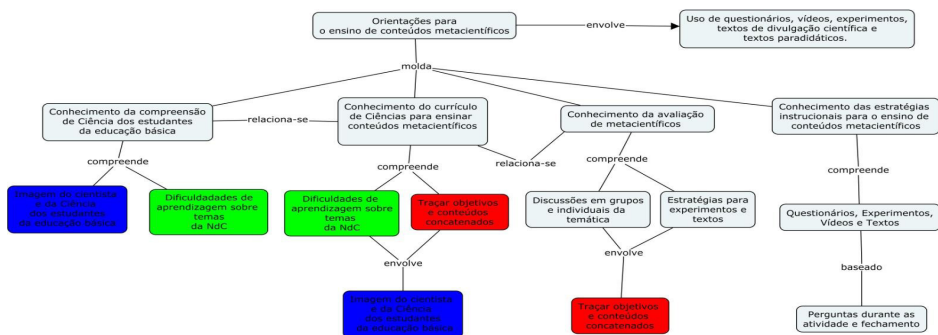 Orientações para
o ensino de conteúdos metacientíficos
envolve
Uso de questionários, vídeos, experimentos,
textos de divulgação científica e
textos paradidáticos.
molda
Conhecimento da compreensão
de Ciência dos estudantes
da educação básica
relaciona-se
Conhecimento do currículo
de Ciências para ensinar
conteúdos metacientíficos
relaciona-se
Conhecimento da avaliação
de metacientíficos
Conhecimento das estratégias
instrucionais para o ensino de
conteúdos metacientíficos
compreende
compreende
compreende
compreende
Imagem do cientista
e da Ciência
dos estudantes
da educação básica
Dificuldadades de
aprendizagem sobre
temas
da NdC
Dificuldades de
aprendizagem sobre
temas
da NdC
Traçar objetivos
e conteúdos
concatenados
Discussões em grupos
e individuais da
temática
Estratégias para
experimentos e
textos
Questionários, Experimentos,
Vídeos e Textos
envolve
envolve
baseado
Imagem do cientista
e da Ciência
dos estudantes
da educação básica
Traçar objetivos
e conteúdos
concatenados
Perguntas durante as
atividade e fechamento